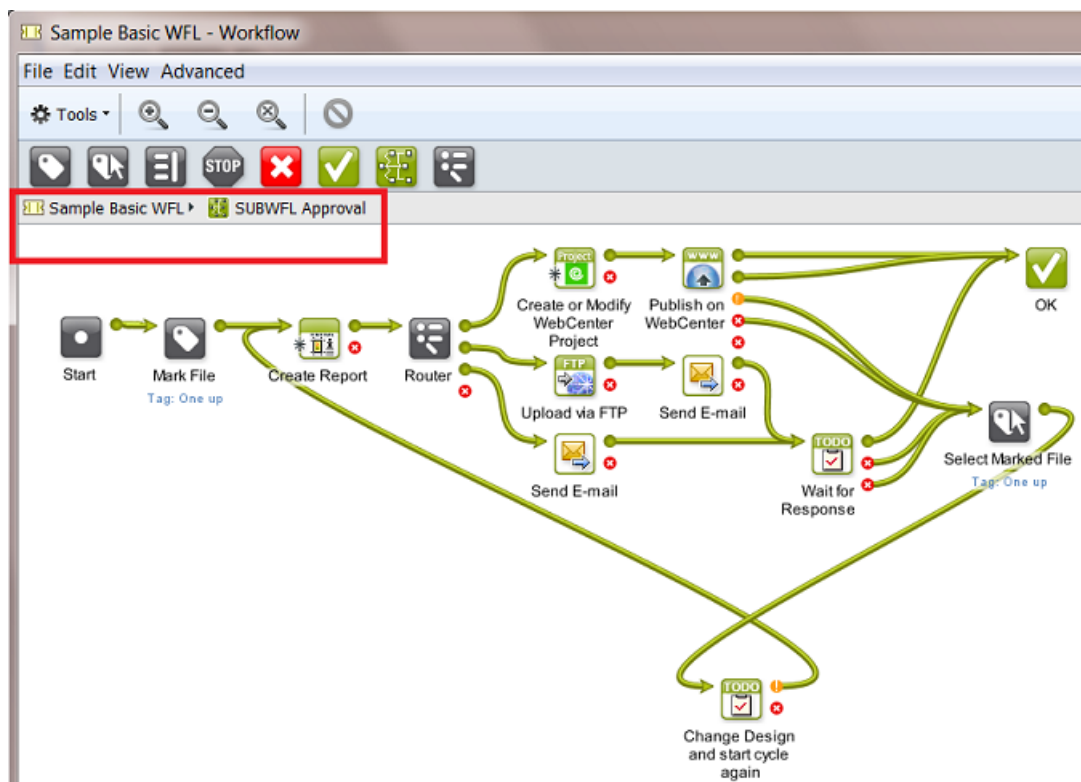 Sample Basic WFL - Workflow
File Edit View Advanced
Tools
STOP
Sample Basic WFL SUBWFL Approval
Project
Create or Modify
WebCenter
Project
WWW
Publish on
WebCenter
OK
Start
Mark File
Tag: One up
Create Report
Router
FTP
Upload via FTP
Send E-mail
Send E-mail
TODO
Wait for
Response
Select Marked File
Tag: One up
TODO
Change Design
and start cycle
again